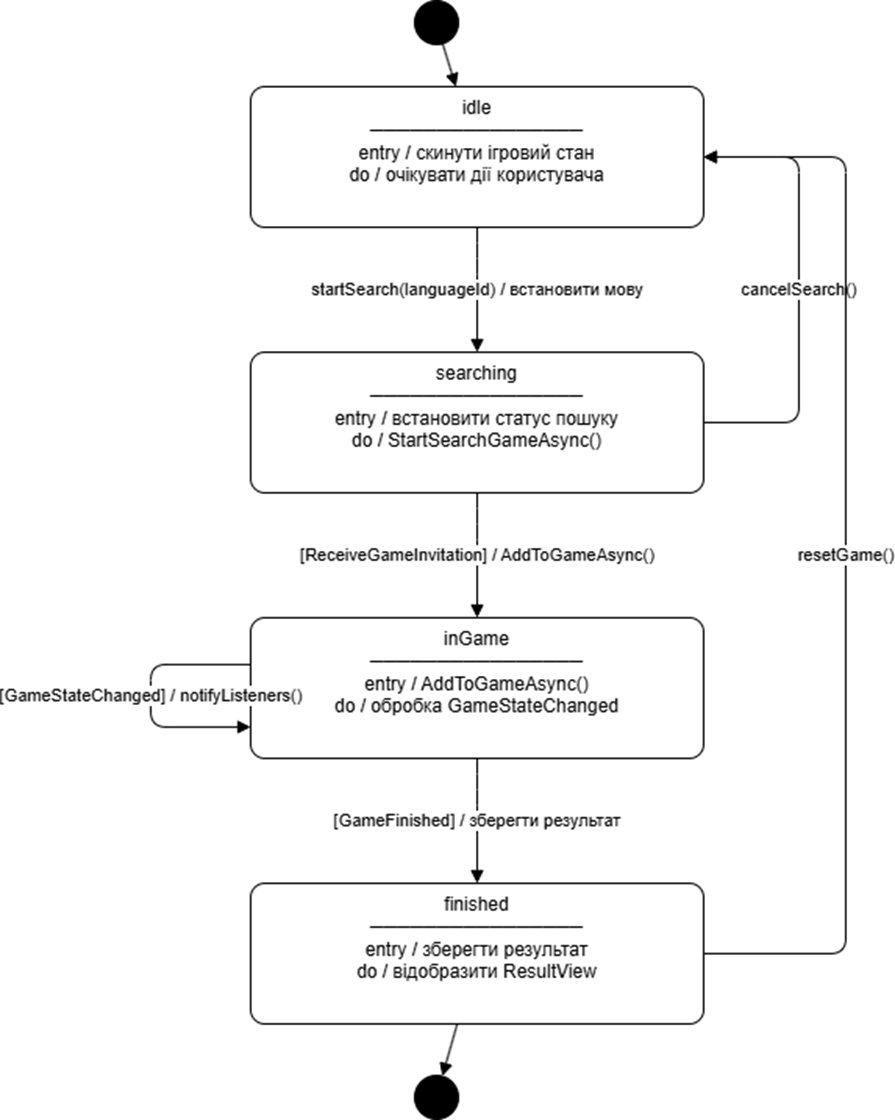 idle
entry / скинути ігровий стан
do / очікувати дії користувача
startSearch(languageId) / встановити мову
cancelSearch()
searching
entry / встановити статус пошуку
do / StartSearchGameAsync()
[ReceiveGameInvitation] / AddToGameAsync()
resetGame()
inGame
entry / AddToGameAsync()
do / обробка GameStateChanged
[GameStateChanged] / notifyListeners()
[GameFinished] / зберегти результат
finished
entry / зберегти результат
do / відобразити ResultView